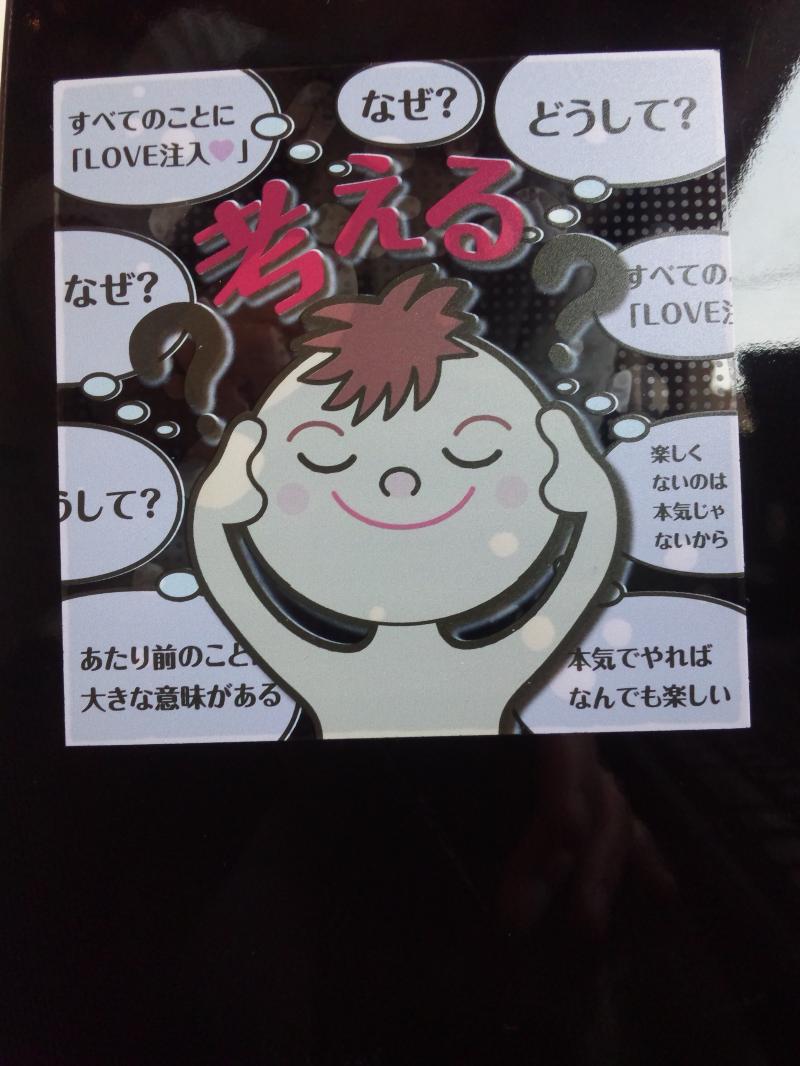 すべてのことに
「LOVE注入♥」
なぜ?
どうして?
考える
なぜ?
すべての
「LOVE注
うして?
楽しく
ないのは
本気じゃ
ないから
あたり前のこと
大きな意味がある
本気でやれば
なんでも楽しい